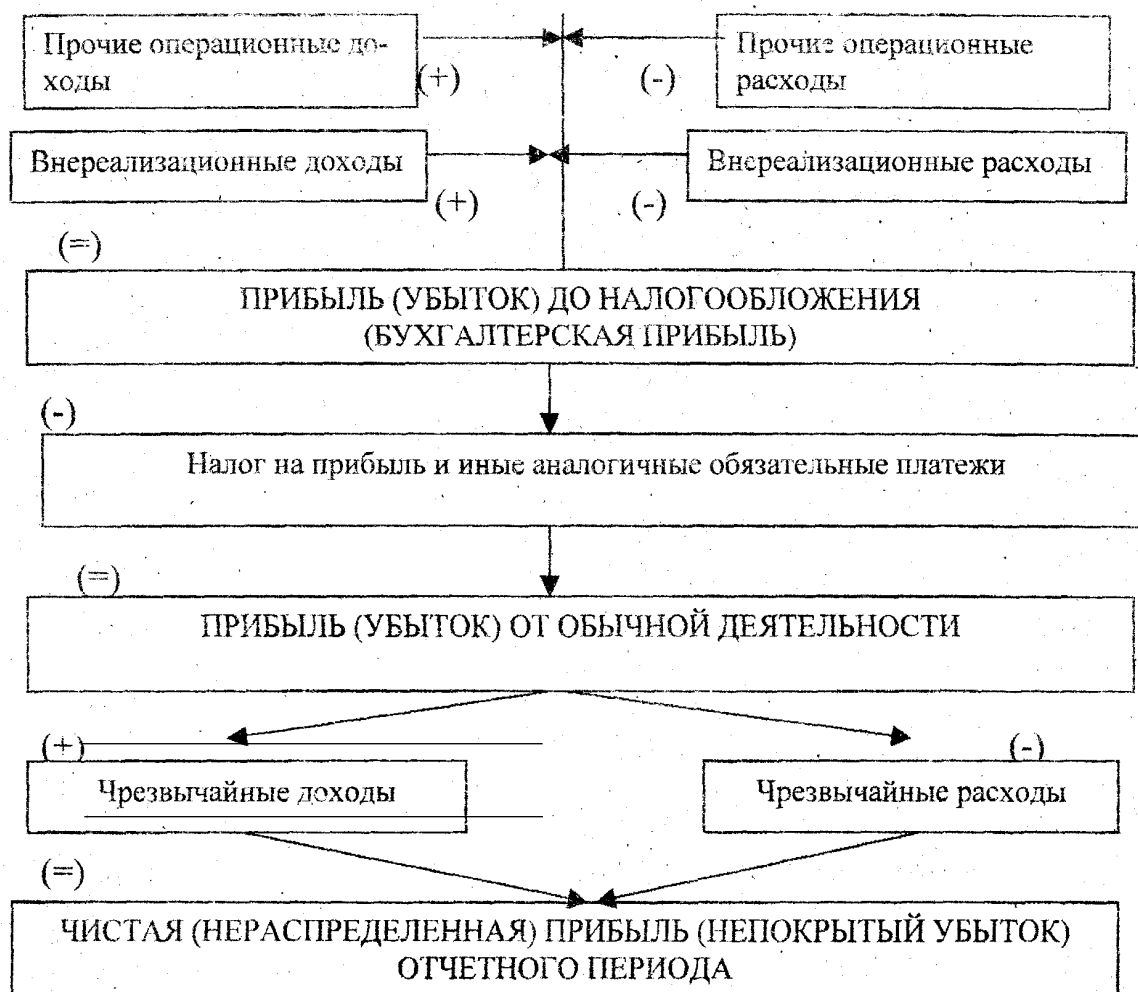 Прочие операционные до-
ходы
(+)
Прочие операционные
расходы
(-)
Внереализационные доходы
(+)
Внереализационные расходы
(-)
(=)
ПРИБЫЛЬ (УБЫТОК) ДО НАЛОГООБЛОЖЕНИЯ
(БУХГАЛТЕРСКАЯ ПРИБЫЛЬ)
(-)
Налог на прибыль и иные аналогичные обязательные платежи
(=)
ПРИБЫЛЬ (УБЫТОК) ОТ ОБЫЧНОЙ ДЕЯТЕЛЬНОСТИ
(+)
(-)
Чрезвычайные доходы
Чрезвычайные расходы
(=)
ЧИСТАЯ (НЕРАСПРЕДЕЛЕННАЯ) ПРИБЫЛЬ (НЕПОКРЫТЫЙ УБЫТОК)
ОТЧЕТНОГО ПЕРИОДА